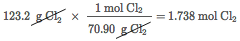 123.2 g Cl₂ × 1 mol Cl₂ / 70.90 g Cl₂ = 1.738 mol Cl₂